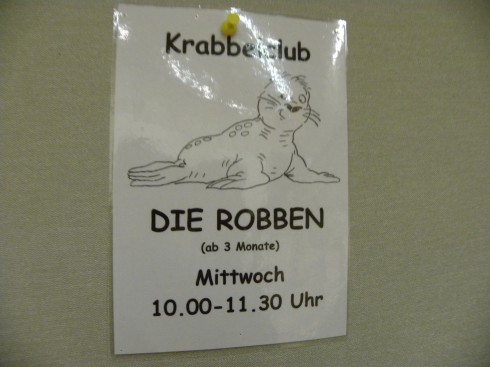 Krabbelclub
DIE ROBBEN
(ab 3 Monate)
Mittwoch
10.00-11.30 Uhr